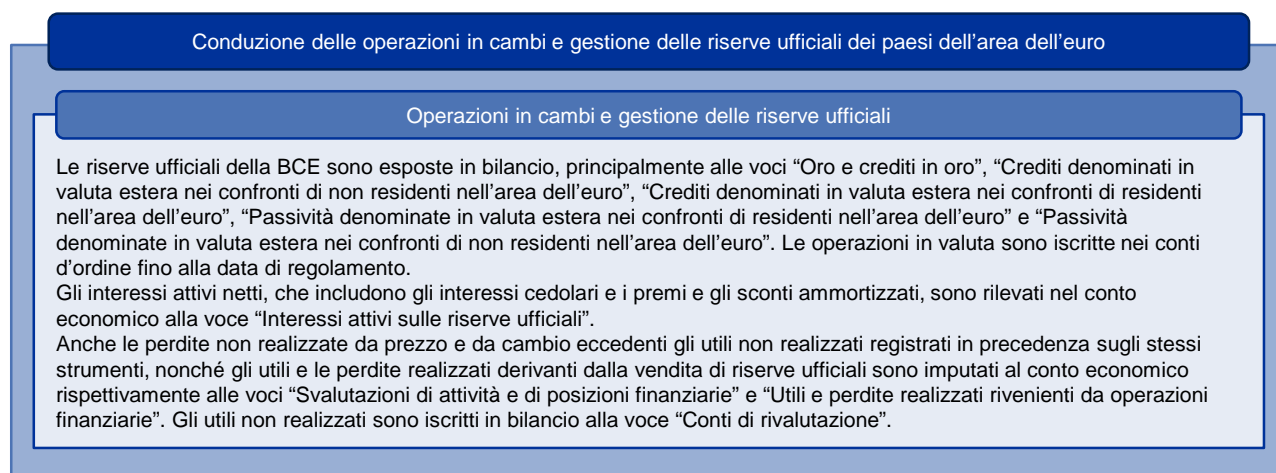 Conduzione delle operazioni in cambi e gestione delle riserve ufficiali dei paesi dell’area dell’euro
Operazioni in cambi e gestione delle riserve ufficiali
Le riserve ufficiali della BCE sono esposte in bilancio, principalmente alle voci “Oro e crediti in oro”, “Crediti denominati in
valuta estera nei confronti di non residenti nell’area dell’euro”, “Crediti denominati in valuta estera nei confronti di residenti
nell’area dell’euro”, “Passività denominate in valuta estera nei confronti di residenti nell’area dell’euro” e “Passività
denominate in valuta estera nei confronti di non residenti nell’area dell’euro”. Le operazioni in valuta sono iscritte nei conti
d’ordine fino alla data di regolamento.
Gli interessi attivi netti, che includono gli interessi cedolari e i premi e gli sconti ammortizzati, sono rilevati nel conto
economico alla voce “Interessi attivi sulle riserve ufficiali”.
Anche le perdite non realizzate da prezzo e da cambio eccedenti gli utili non realizzati registrati in precedenza sugli stessi
strumenti, nonché gli utili e le perdite realizzati derivanti dalla vendita di riserve ufficiali sono imputati al conto economico
rispettivamente alle voci “Svalutazioni di attività e di posizioni finanziarie” e “Utili e perdite realizzati rivenienti da operazioni
finanziarie”. Gli utili non realizzati sono iscritti in bilancio alla voce “Conti di rivalutazione”.